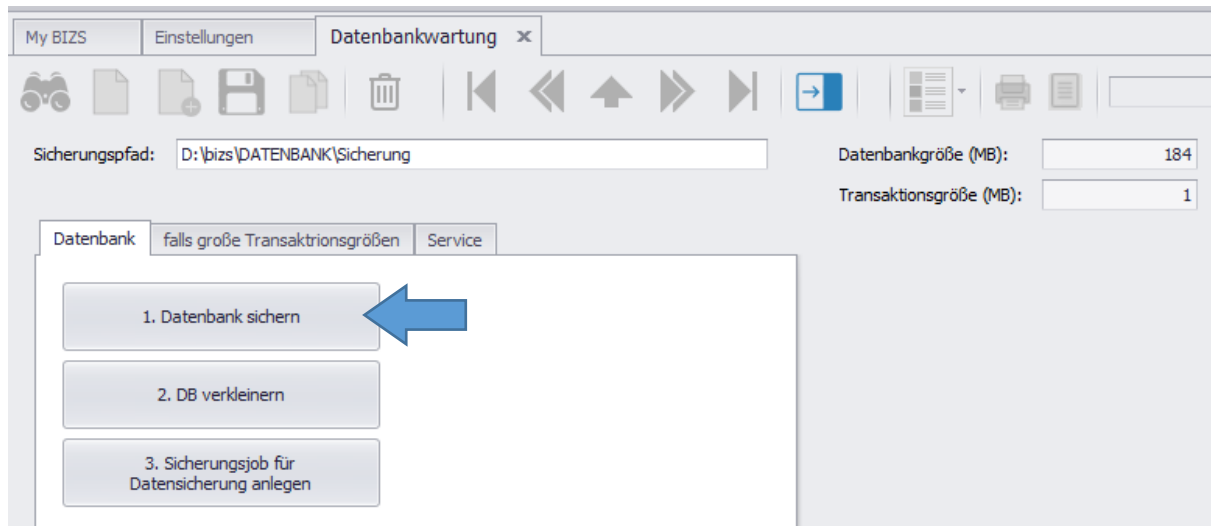 My BIZS Einstellungen Datenbankwartung x
Sicherungspfad: D:\bizs\DATENBANK\Sicherung Datenbankgröße (MB): 184
Transaktionsgröße (MB): 1
Datenbank falls große Transaktrionsgrößen Service
1. Datenbank sichern
2. DB verkleinern
3. Sicherungsjob für
Datensicherung anlegen